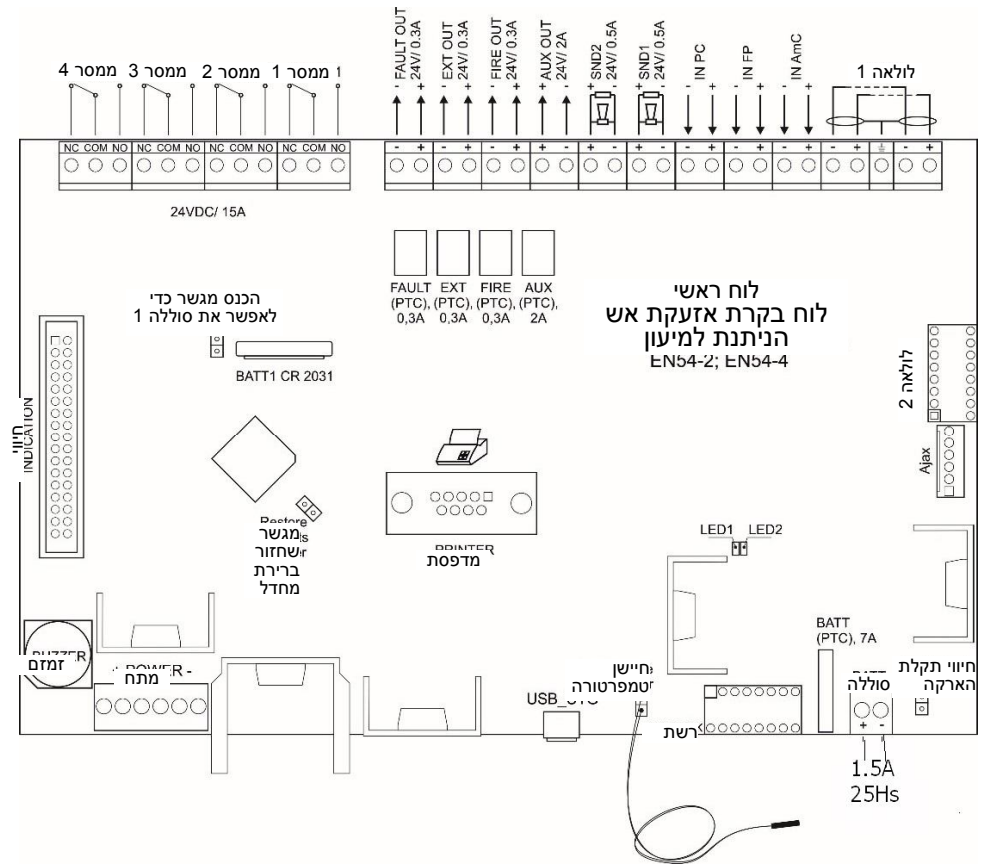 ממסר 4
ממסר 3
ממסר 2
ממסר 1
1
- FAULT OUT +
24V/ 0.3A
- EXT OUT +
24V/ 0.3A
- FIRE OUT +
24V/ 0.3A
+ AUX OUT -
24V/ 2A
SND2
24V/ 0.5A
SND1
24V/ 0.5A
- IN PC +
- IN FP +
- IN AmC +
לולאה 1
- + - +
NC COM NO NC COM NO NC COM NO NC COM NO
- + - + - + + - + - + - - + - + - + - + - +
24VDC/ 15A
FAULT (PTC), 0,3A
EXT (PTC), 0,3A
FIRE (PTC), 0,3A
AUX (PTC), 2A
לוח ראשי
לוח בקרת אזעקת אש
הניתנת למיעון
EN54-2; EN54-4
הכנס מגשר כדי
לאפשר את סוללה 1
BATT1 CR 2031
חיווי
INDICATION
לולאה 2
Ajax
Restore
מגשר
שחזור
ברירת
מחדל
PRINTER
מדפסת
LED1 LED2
BUZZER
זמזם
+ POWER -
מתח
USB_
חיישן
טמפרטורה
רשת
BATT
(PTC), 7A
סוללה
+ -
חיווי תקלת
הארקה
1.5A
25Hs